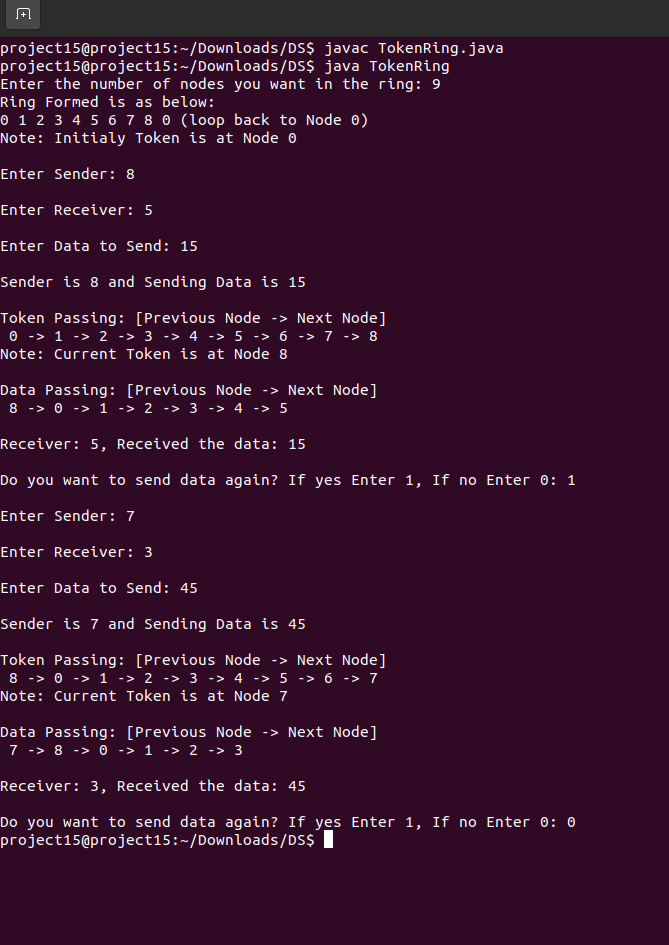 project15@project15:~/Downloads/DS$ javac TokenRing.java
project15@project15:~/Downloads/DS$ java TokenRing
Enter the number of nodes you want in the ring: 9
Ring Formed is as below:
0 1 2 3 4 5 6 7 8 0 (loop back to Node 0)
Note: Initialy Token is at Node 0
Enter Sender: 8
Enter Receiver: 5
Enter Data to Send: 15
Sender is 8 and Sending Data is 15
Token Passing: [Previous Node -> Next Node]
0 -> 1 -> 2 -> 3 -> 4 -> 5 -> 6 -> 7 -> 8
Note: Current Token is at Node 8
Data Passing: [Previous Node -> Next Node]
8 -> 0 -> 1 -> 2 -> 3 -> 4 -> 5
Receiver: 5, Received the data: 15
Do you want to send data again? If yes Enter 1, If no Enter 0: 1
Enter Sender: 7
Enter Receiver: 3
Enter Data to Send: 45
Sender is 7 and Sending Data is 45
Token Passing: [Previous Node -> Next Node]
8 -> 0 -> 1 -> 2 -> 3 -> 4 -> 5 -> 6 -> 7
Note: Current Token is at Node 7
Data Passing: [Previous Node -> Next Node]
7 -> 8 -> 0 -> 1 -> 2 -> 3
Receiver: 3, Received the data: 45
Do you want to send data again? If yes Enter 1, If no Enter 0: 0
project15@project15:~/Downloads/DS$